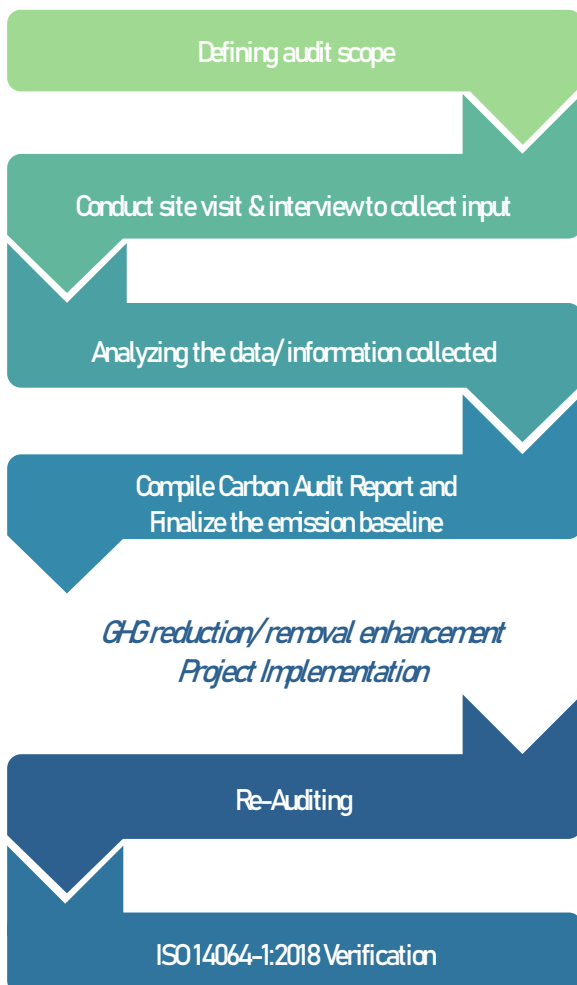 Defining audit scope
Conduct site visit & interview to collect input
Analyzing the data/ information collected
Compile Carbon Audit Report and
Finalize the emission baseline
GHG reduction/ removal enhancement
Project Implementation
Re-Auditing
ISO 14064-1:2018 Verification